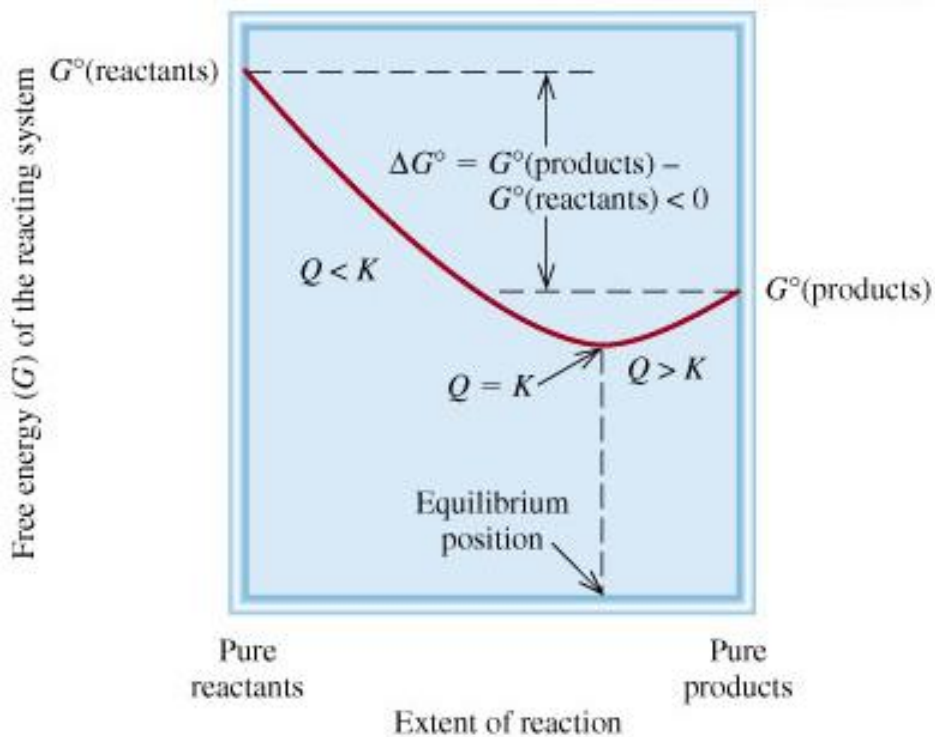 Free energy (G) of the reacting system
G°(reactants)
ΔG° = G°(products) –
G°(reactants) < 0
Q < K
G°(products)
Q = K
Q > K
Equilibrium
position
Pure
reactants
Pure
products
Extent of reaction